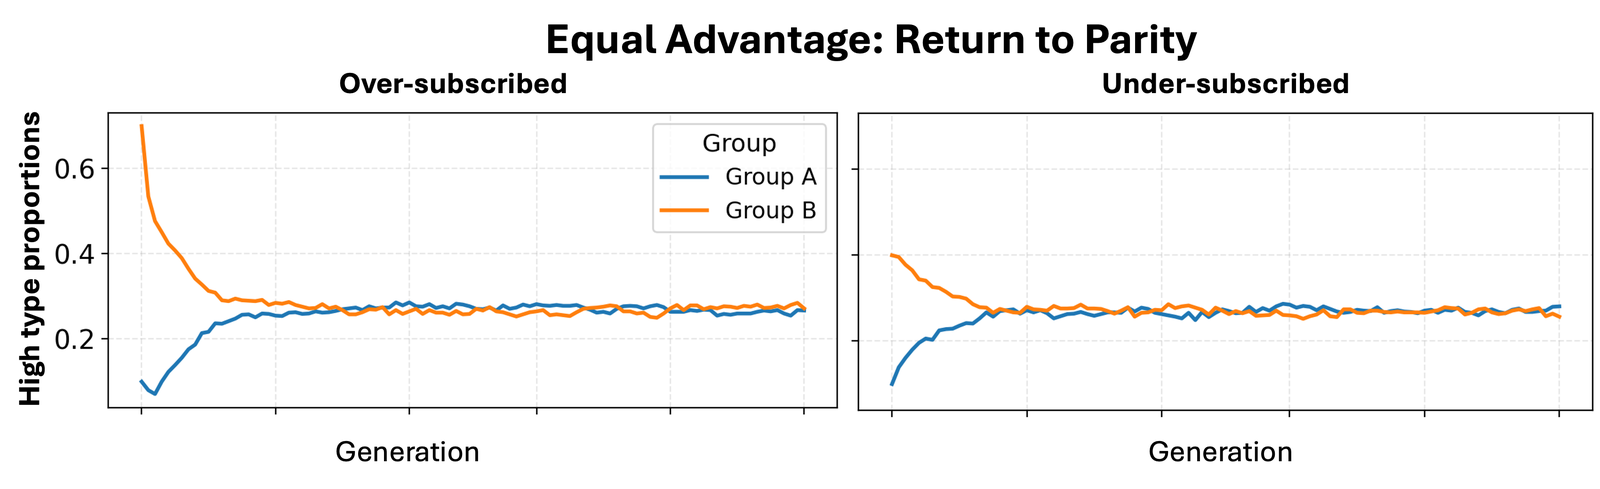 Equal Advantage: Return to Parity
Over-subscribed
Under-subscribed
High type proportions
0.6
0.4
0.2
Group
Group A
Group B
Generation
Generation